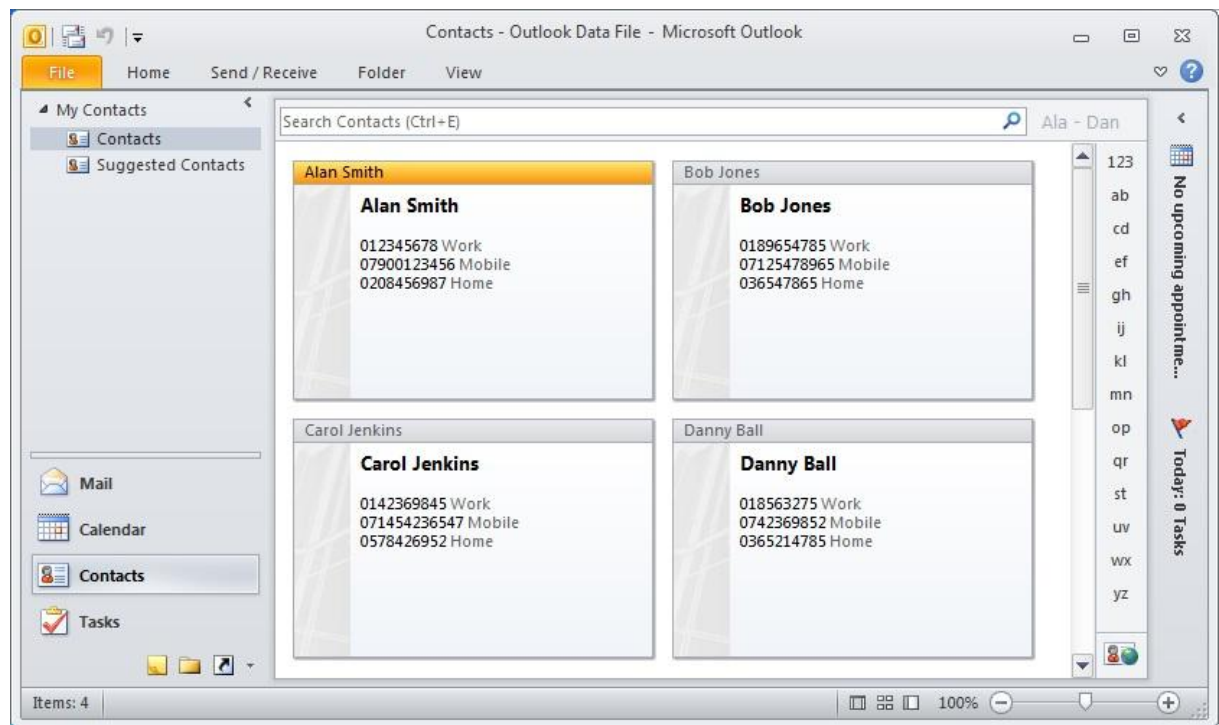 Contacts - Outlook Data File - Microsoft Outlook
File Home Send / Receive Folder View
My Contacts
Contacts
Suggested Contacts
Mail
Calendar
Contacts
Tasks
Search Contacts (Ctrl+E)
Ala - Dan
Alan Smith
Alan Smith
012345678 Work
07900123456 Mobile
0208456987 Home
Bob Jones
Bob Jones
0189654785 Work
07125478965 Mobile
036547865 Home
Carol Jenkins
Carol Jenkins
0142369845 Work
071454236547 Mobile
0578426952 Home
Danny Ball
Danny Ball
018563275 Work
0742369852 Mobile
0365214785 Home
123
ab
cd
ef
gh
ij
kl
mn
op
qr
st
uv
wx
yz
No upcoming appointme...
Today: 0 Tasks
Items: 4
100%